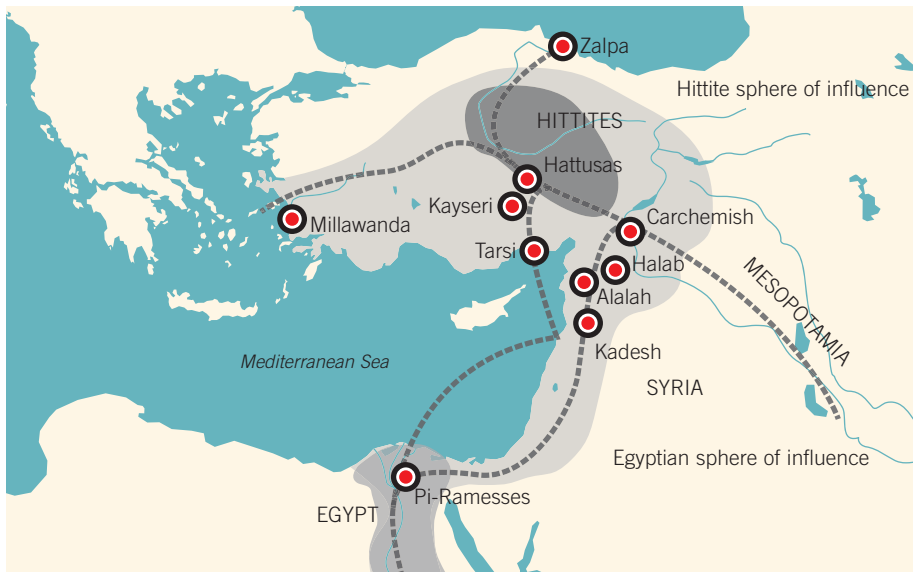 Zalpa
Hittite sphere of influence
HITTITES
Hattusas
Kayseri
Carchemish
Millawanda
Tarsi
Halab
MESOPOTAMIA
Alalah
Kadesh
Mediterranean Sea
SYRIA
Egyptian sphere of influence
Pi-Ramesses
EGYPT